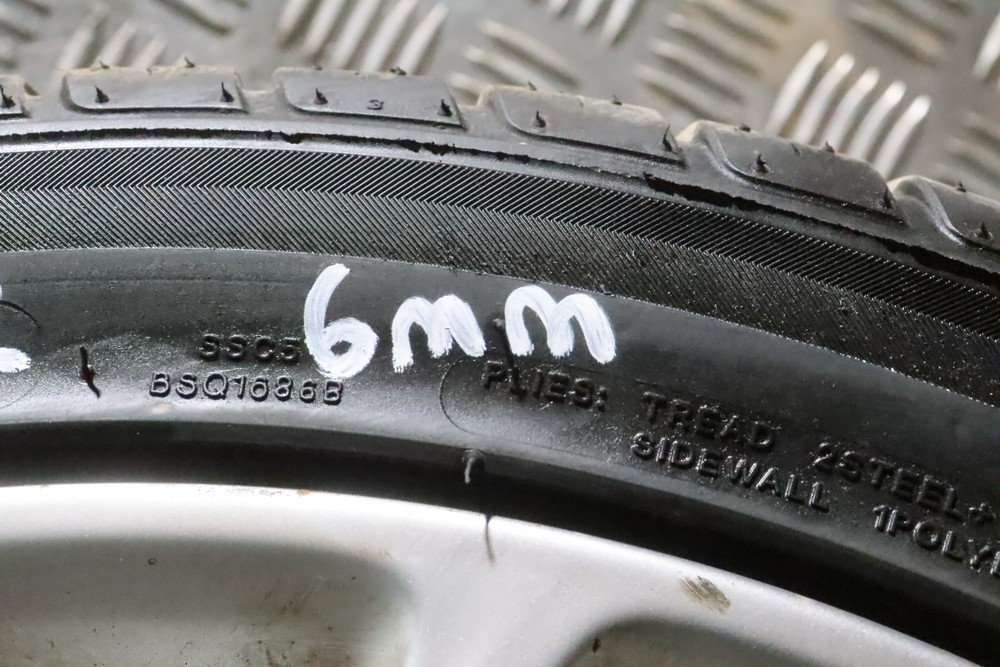 6mm
SSC5
BSQ1686B
PLIES: TREAD 2STEEL+
SIDEWALL 1POLY